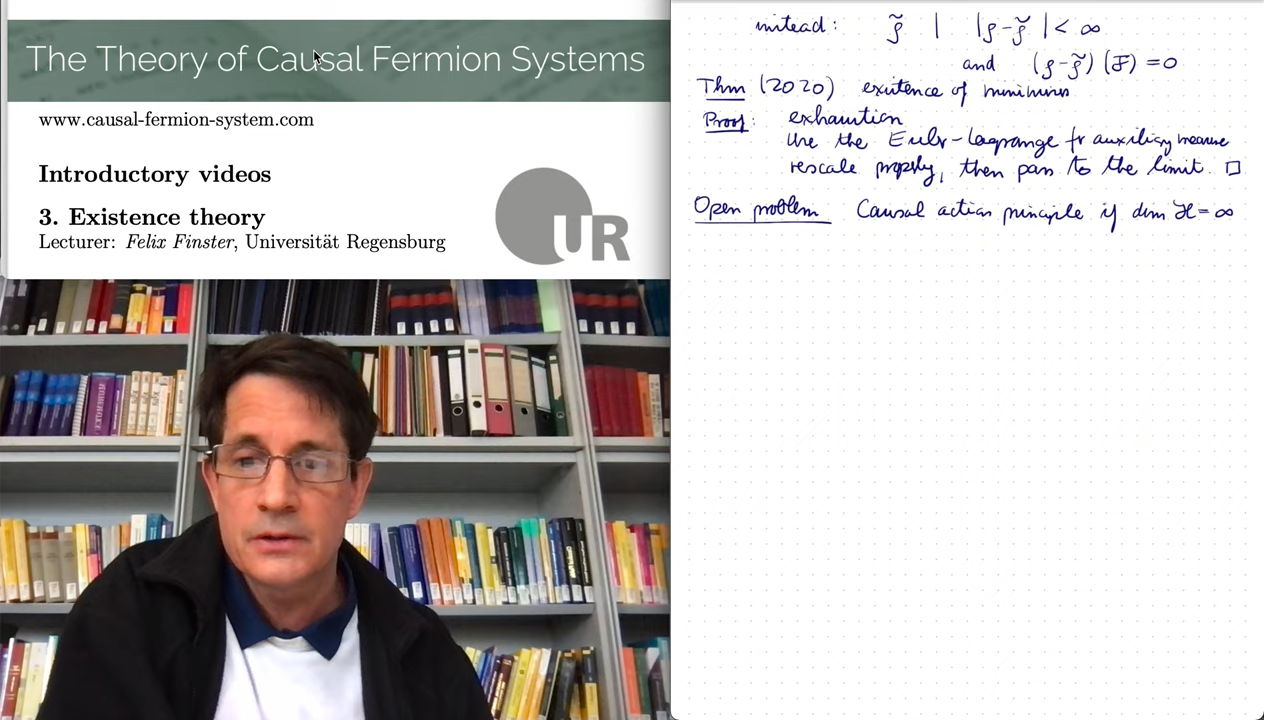 The Theory of Causal Fermion Systems
www.causal-fermion-system.com
Introductory videos
3. Existence theory
Lecturer: Felix Finster, Universität Regensburg
UR
instead: ρ̃ | |ρ-ρ̃| < ∞
and (ρ-ρ̃)(F) = 0
Thm (2020) existence of minimizers
Proof: exhaustion
Use the Euler-Lagrange for auxiliary measure
rescale properly, then pass to the limit. □
Open problem Causal action principle if dim ℋ = ∞